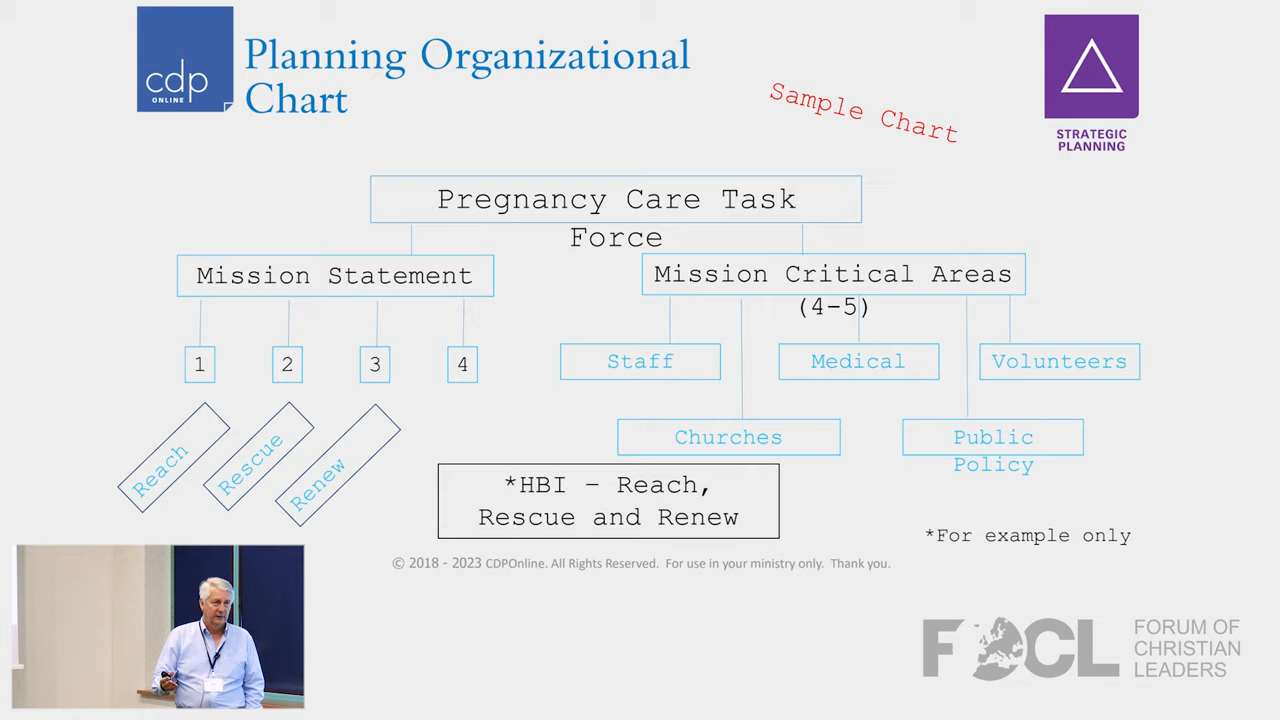 cdp
ONLINE
Planning Organizational
Chart
Sample Chart
STRATEGIC
PLANNING
Pregnancy Care Task
Force
Mission Statement
Mission Critical Areas
(4-5)
1
2
3
4
Staff
Medical
Volunteers
Churches
Public
Policy
Reach
Rescue
Renew
*HBI – Reach,
Rescue and Renew
*For example only
© 2018 - 2023 CDPOnline. All Rights Reserved. For use in your ministry only. Thank you.
FOCL
FORUM OF
CHRISTIAN
LEADERS